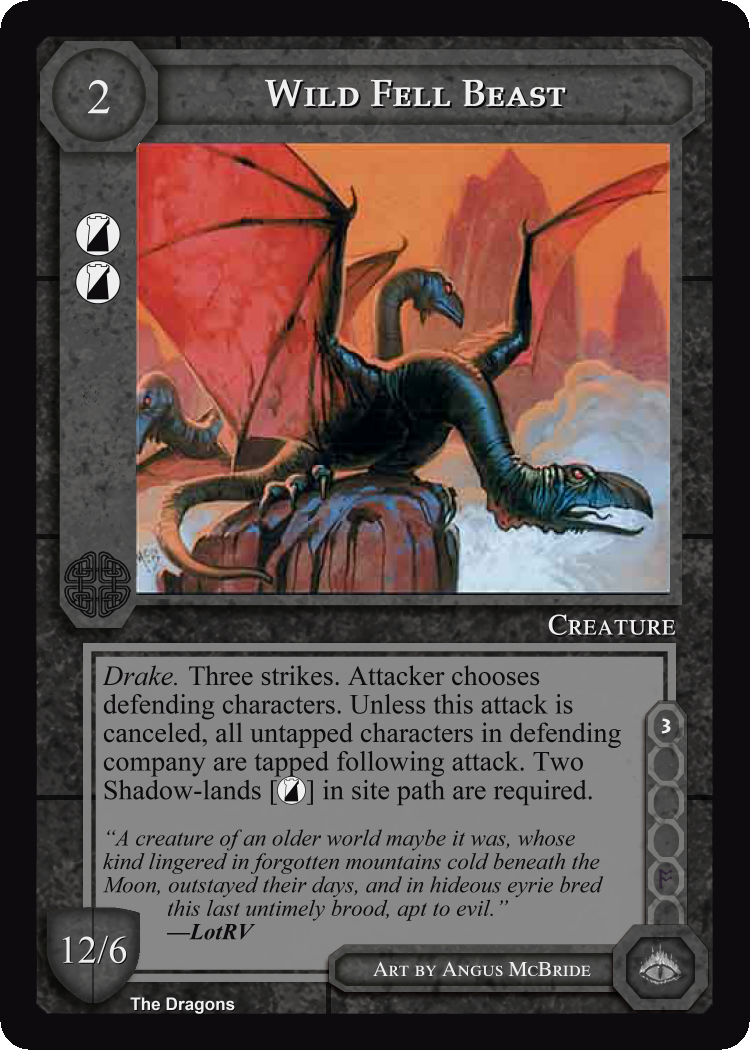 2
Wild Fell Beast
Creature
Drake. Three strikes. Attacker chooses
defending characters. Unless this attack is
canceled, all untapped characters in defending
company are tapped following attack. Two
Shadow-lands [] in site path are required.
3
“A creature of an older world maybe it was, whose
kind lingered in forgotten mountains cold beneath the
Moon, outstayed their days, and in hideous eyrie bred
this last untimely brood, apt to evil.”
—LotRV
12/6
Art by Angus McBride
The Dragons